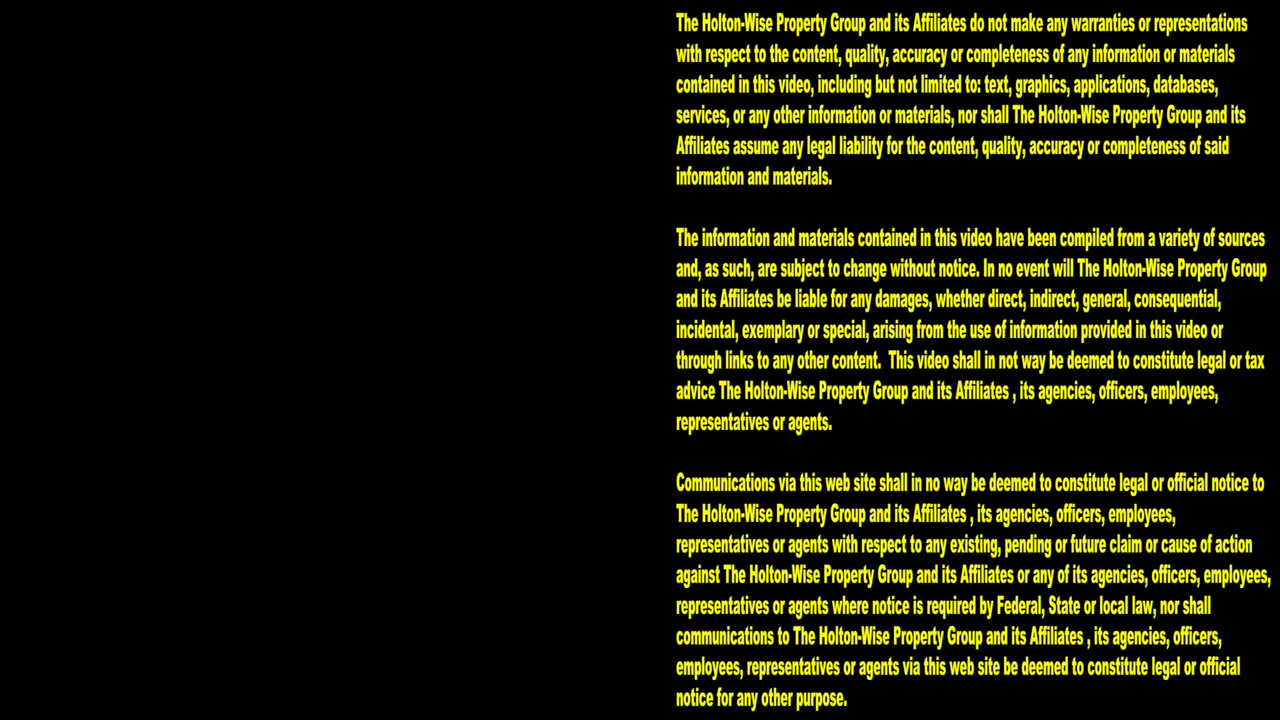 The Holton-Wise Property Group and its Affiliates do not make any warranties or representations
with respect to the content, quality, accuracy or completeness of any information or materials
contained in this video, including but not limited to: text, graphics, applications, databases,
services, or any other information or materials, nor shall The Holton-Wise Property Group and its
Affiliates assume any legal liability for the content, quality, accuracy or completeness of said
information and materials.
The information and materials contained in this video have been compiled from a variety of sources
and, as such, are subject to change without notice. In no event will The Holton-Wise Property Group
and its Affiliates be liable for any damages, whether direct, indirect, general, consequential,
incidental, exemplary or special, arising from the use of information provided in this video or
through links to any other content.  This video shall in not way be deemed to constitute legal or tax
advice The Holton-Wise Property Group and its Affiliates , its agencies, officers, employees,
representatives or agents.
Communications via this web site shall in no way be deemed to constitute legal or official notice to
The Holton-Wise Property Group and its Affiliates , its agencies, officers, employees,
representatives or agents with respect to any existing, pending or future claim or cause of action
against The Holton-Wise Property Group and its Affiliates or any of its agencies, officers, employees,
representatives or agents where notice is required by Federal, State or local law, nor shall
communications to The Holton-Wise Property Group and its Affiliates , its agencies, officers,
employees, representatives or agents via this web site be deemed to constitute legal or official
notice for any other purpose.